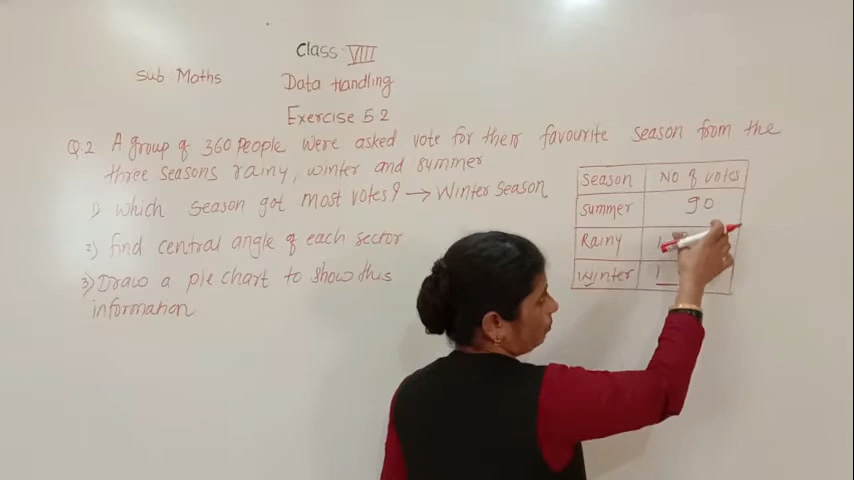 Class VIII
Sub Maths
Data Handling
Exercise 5.2
Q.2 A group of 360 People were asked vote for their favourite season from the
three seasons rainy, winter and summer
1) which season got most votes? → Winter Season
2) find central angle of each sector
3) Draw a pie chart to show this
information
Season No of votes
Summer 90
Rainy 1
Winter 1